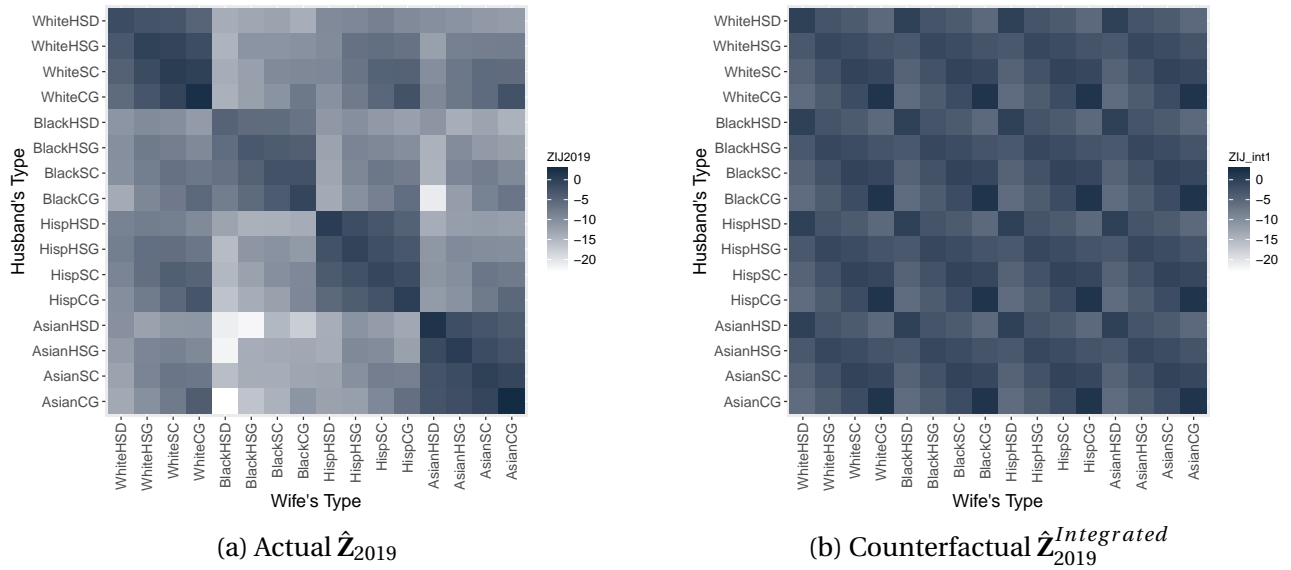 Husband's Type
WhiteHSD
WhiteHSG
WhiteSC
WhiteCG
BlackHSD
BlackHSG
BlackSC
BlackCG
HispHSD
HispHSG
HispSC
HispCG
AsianHSD
AsianHSG
AsianSC
AsianCG
WhiteHSD
WhiteHSG
WhiteSC
WhiteCG
BlackHSD
BlackHSG
BlackSC
BlackCG
HispHSD
HispHSG
HispSC
HispCG
AsianHSD
AsianHSG
AsianSC
AsianCG
Wife's Type
ZIJ2019
0
−5
−10
−15
−20
(a) Actual Ẑ₂₀₁₉
Husband's Type
WhiteHSD
WhiteHSG
WhiteSC
WhiteCG
BlackHSD
BlackHSG
BlackSC
BlackCG
HispHSD
HispHSG
HispSC
HispCG
AsianHSD
AsianHSG
AsianSC
AsianCG
WhiteHSD
WhiteHSG
WhiteSC
WhiteCG
BlackHSD
BlackHSG
BlackSC
BlackCG
HispHSD
HispHSG
HispSC
HispCG
AsianHSD
AsianHSG
AsianSC
AsianCG
Wife's Type
ZIJ_int1
0
−5
−10
−15
−20
(b) Counterfactual Ẑ₂₀₁₉^Integrated